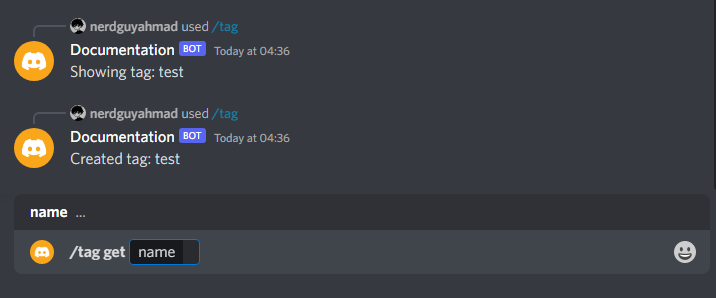 nerdguyahmad used /tag
Documentation BOT Today at 04:36
Showing tag: test
nerdguyahmad used /tag
Documentation BOT Today at 04:36
Created tag: test
name ...
/tag get name